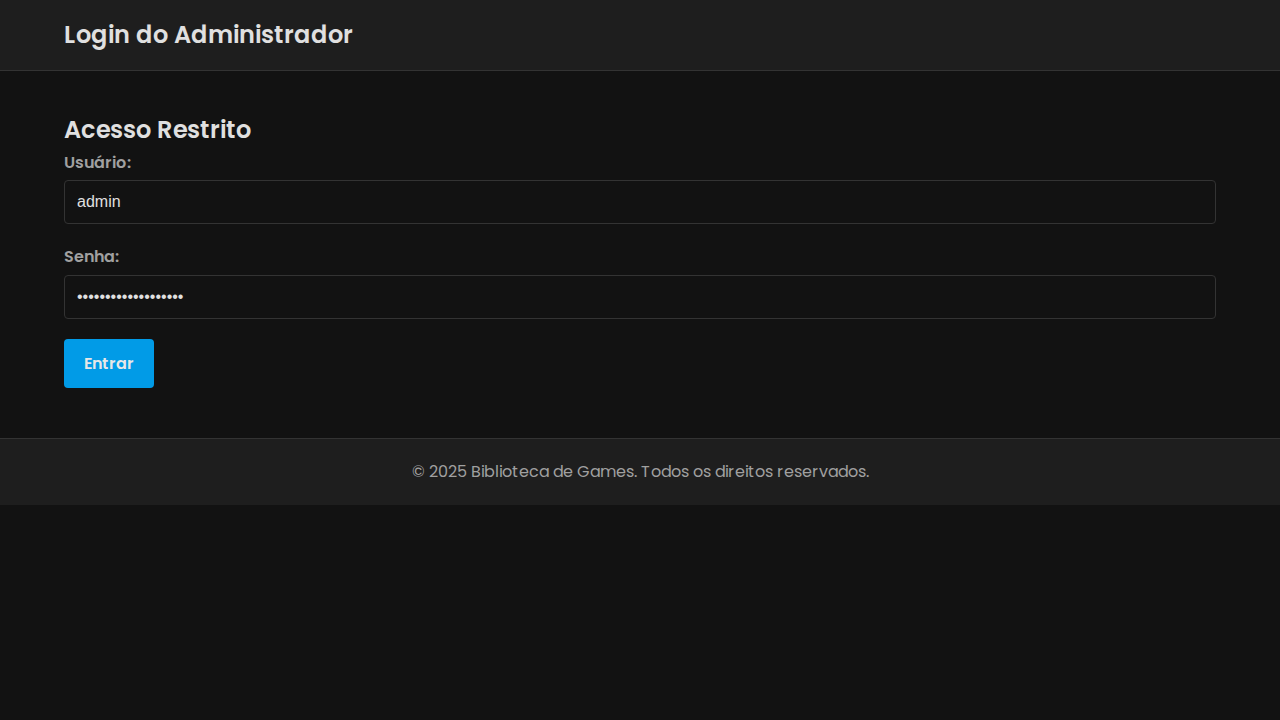 Login do Administrador
Acesso Restrito
Usuário:
admin
Senha:
•••••••••••••••••••
Entrar
© 2025 Biblioteca de Games. Todos os direitos reservados.